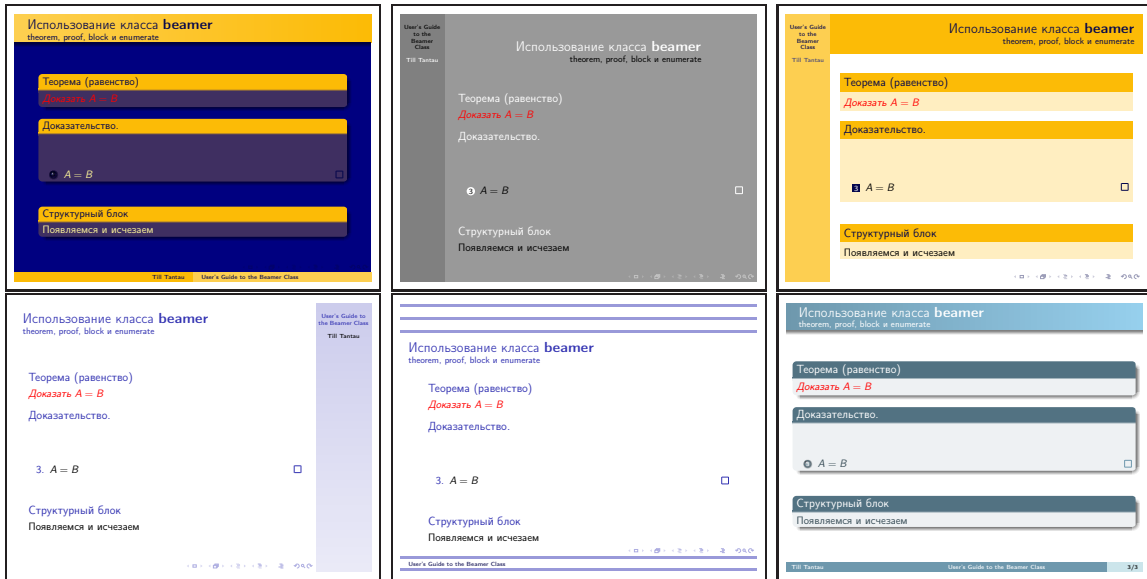 Использование класса beamer
theorem, proof, block и enumerate
Теорема (равенство)
Доказать A = B
Доказательство.
A = B
Структурный блок
Появляемся и исчезаем
Till Tantau User's Guide to the Beamer Class
User's Guide
to the
Beamer
Class
Till Tantau
Использование класса beamer
theorem, proof, block и enumerate
Теорема (равенство)
Доказать A = B
Доказательство.
3 A = B
Структурный блок
Появляемся и исчезаем
User's Guide
to the
Beamer
Class
Till Tantau
Использование класса beamer
theorem, proof, block и enumerate
Теорема (равенство)
Доказать A = B
Доказательство.
3 A = B
Структурный блок
Появляемся и исчезаем
Использование класса beamer
theorem, proof, block и enumerate
Теорема (равенство)
Доказать A = B
Доказательство.
3. A = B
Структурный блок
Появляемся и исчезаем
User's Guide to
the Beamer Class
Till Tantau
Использование класса beamer
theorem, proof, block и enumerate
Теорема (равенство)
Доказать A = B
Доказательство.
3. A = B
Структурный блок
Появляемся и исчезаем
User's Guide to the Beamer Class
Использование класса beamer
theorem, proof, block и enumerate
Теорема (равенство)
Доказать A = B
Доказательство.
A = B
Структурный блок
Появляемся и исчезаем
Till Tantau User's Guide to the Beamer Class 3/3